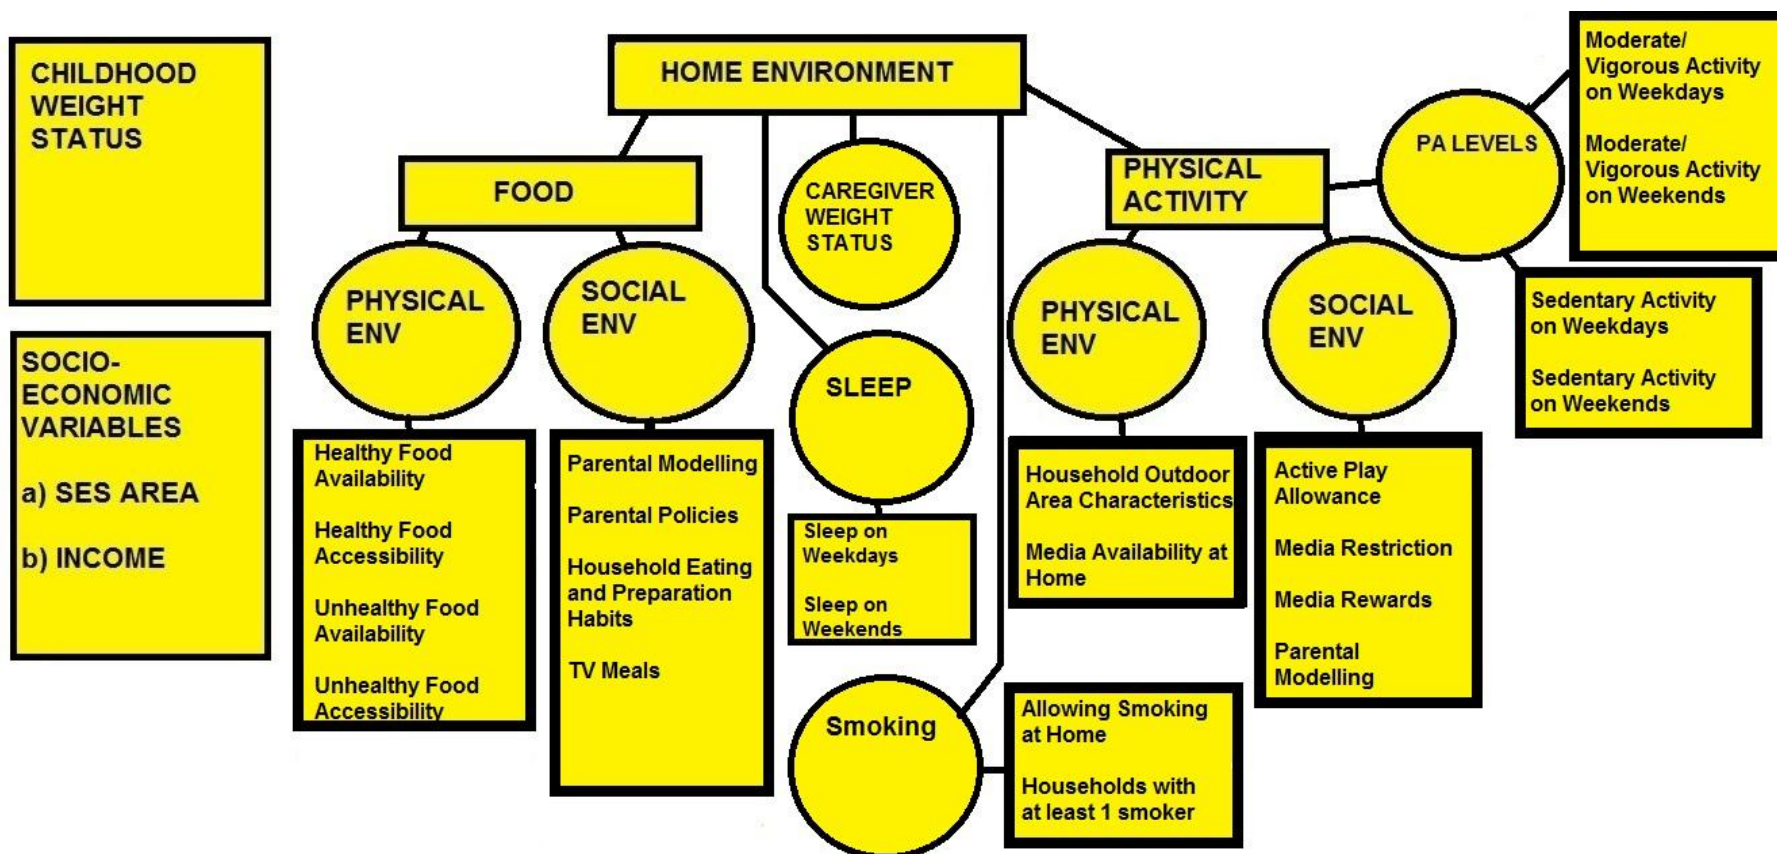 CHILDHOOD
WEIGHT
STATUS
SOCIO-
ECONOMIC
VARIABLES
a) SES AREA
b) INCOME
HOME ENVIRONMENT
FOOD
PHYSICAL
ENV
Healthy Food
Availability
Healthy Food
Accessibility
Unhealthy Food
Availability
Unhealthy Food
Accessibility
SOCIAL
ENV
Parental Modelling
Parental Policies
Household Eating
and Preparation
Habits
TV Meals
CAREGIVER
WEIGHT
STATUS
SLEEP
Sleep on
Weekdays
Sleep on
Weekends
Smoking
Allowing Smoking
at Home
Households with
at least 1 smoker
PHYSICAL
ACTIVITY
PHYSICAL
ENV
Household Outdoor
Area Characteristics
Media Availability at
Home
SOCIAL
ENV
Active Play
Allowance
Media Restriction
Media Rewards
Parental
Modelling
PA LEVELS
Moderate/
Vigorous Activity
on Weekdays
Moderate/
Vigorous Activity
on Weekends
Sedentary Activity
on Weekdays
Sedentary Activity
on Weekends